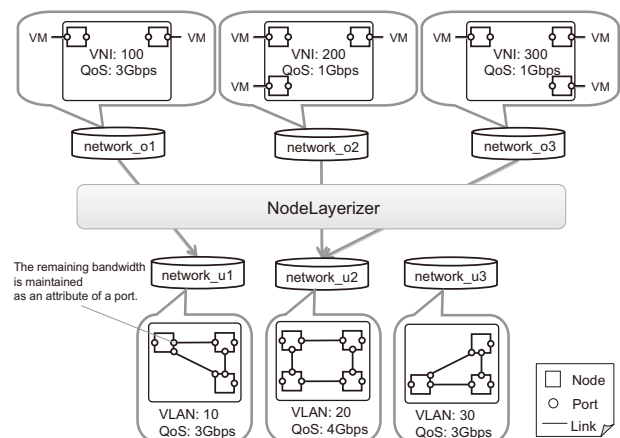 VM VNI: 100 VM VM VNI: 200 VM VM VNI: 300 VM
QoS: 3Gbps QoS: 1Gbps QoS: 1Gbps
VM VM
network_o1 network_o2 network_o3
NodeLayerizer
The remaining bandwidth
is maintained
as an attribute of a port.
network_u1 network_u2 network_u3
VLAN: 10 VLAN: 20 VLAN: 30
QoS: 3Gbps QoS: 4Gbps QoS: 3Gbps
Node
Port
Link